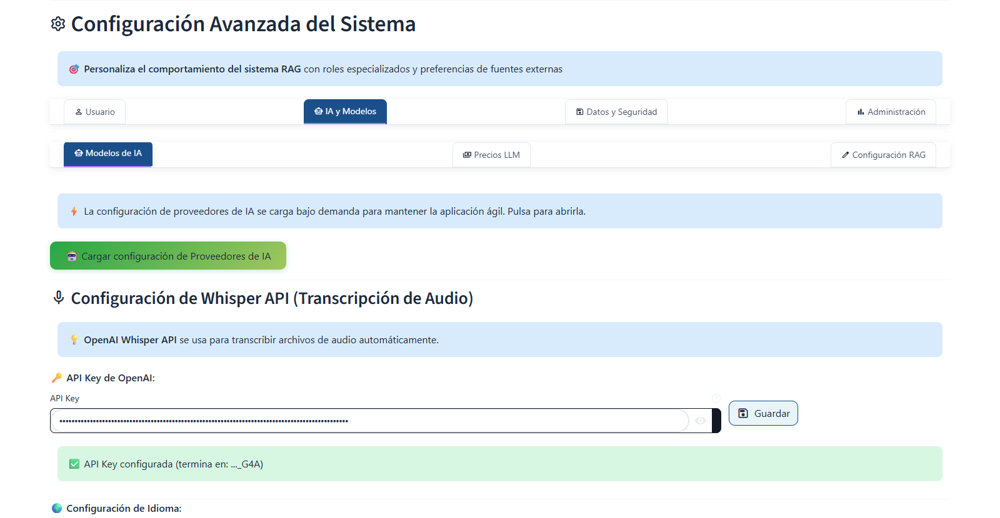 Configuración Avanzada del Sistema
Personaliza el comportamiento del sistema RAG con roles especializados y preferencias de fuentes externas
Usuario
IA y Modelos
Datos y Seguridad
Administración
Modelos de IA
Precios LLM
Configuración RAG
La configuración de proveedores de IA se carga bajo demanda para mantener la aplicación ágil. Pulsa para abrirla.
Cargar configuración de Proveedores de IA
Configuración de Whisper API (Transcripción de Audio)
OpenAI Whisper API se usa para transcribir archivos de audio automáticamente.
API Key de OpenAI:
API Key
Guardar
API Key configurada (termina en: ..._G4A)
Configuración de Idioma: